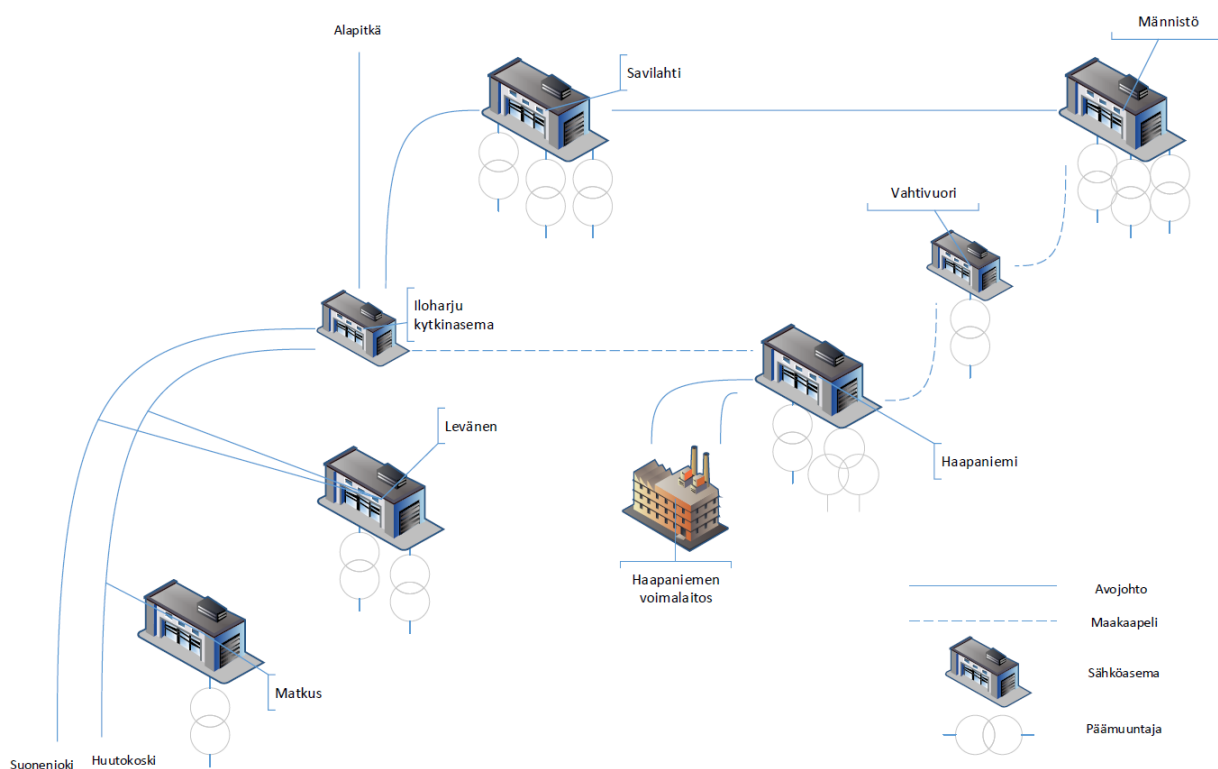 Alapitkä
Savilahti
Männistö
Vahtivuori
Iloharju
kytkinasema
Levänen
Haapaniemi
Haapaniemen
voimalaitos
Matkus
Suonenjoki
Huutokoski
Avojohto
Maakaapeli
Sähköasema
Päämuuntaja